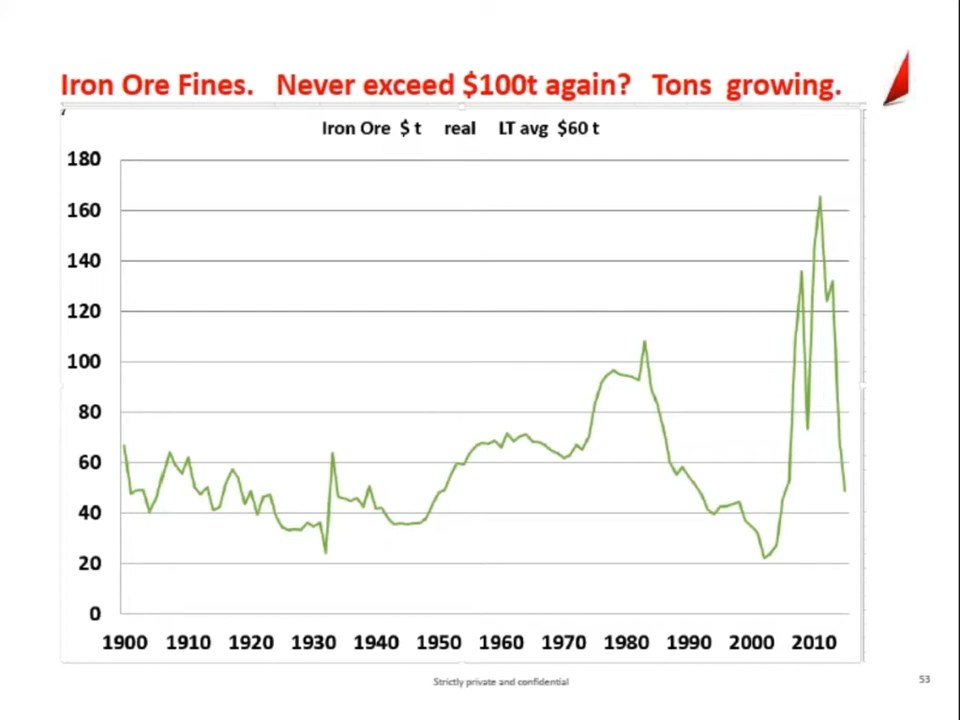 Iron Ore Fines. Never exceed $100t again? Tons growing.
Iron Ore $ t real LT avg $60 t
180
160
140
120
100
80
60
40
20
0
1900 1910 1920 1930 1940 1950 1960 1970 1980 1990 2000 2010
Strictly private and confidential
53